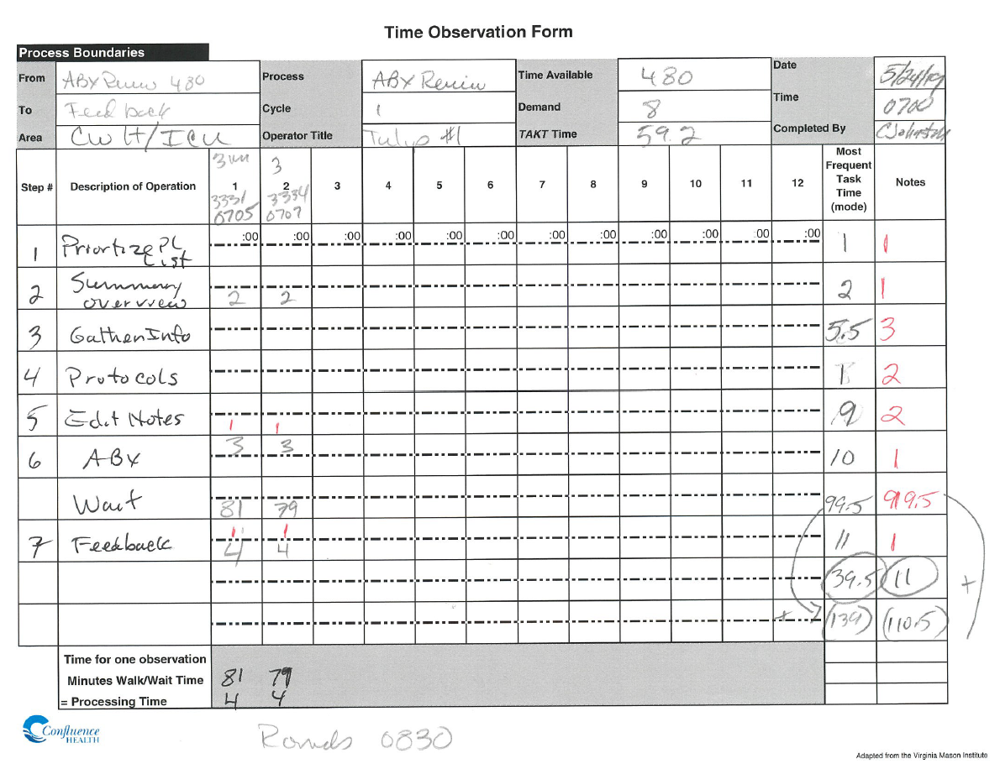 Time Observation Form
Process Boundaries
From ABX Review 480 Process ABX Review Time Available 480 Date 5/24/19
To Feedback Cycle 1 Demand 8 Time 0700
Area CWH/ICU Operator Title Tulip #1 TAKT Time 59.2 Completed By
3 3
Most
Frequent
Step # Description of Operation 1 2 3 4 5 6 7 8 9 10 11 12 Task Notes
Time
3331 3334 (mode)
0705 0707
:00 :00 :00 :00 :00 :00 :00 :00 :00 :00 :00 :00
1 Prioritize Pt 1 1
List
Summary
2 overview 2 2 2 1
3 Gather Info 5.5 3
4 Protocols 2
5 Edit Notes 1 1 9 2
3 3
6 ABX 10 1
Wait 81 79 99.5 99.5
1 1
7 Feedback 4 4 11 1
39.5 11 +
+ (139) (110.5)
Time for one observation
Minutes Walk/Wait Time 81 79
= Processing Time 4 4
Confluence
HEALTH
Rounds 0830
Adapted from the Virginia Mason Institute